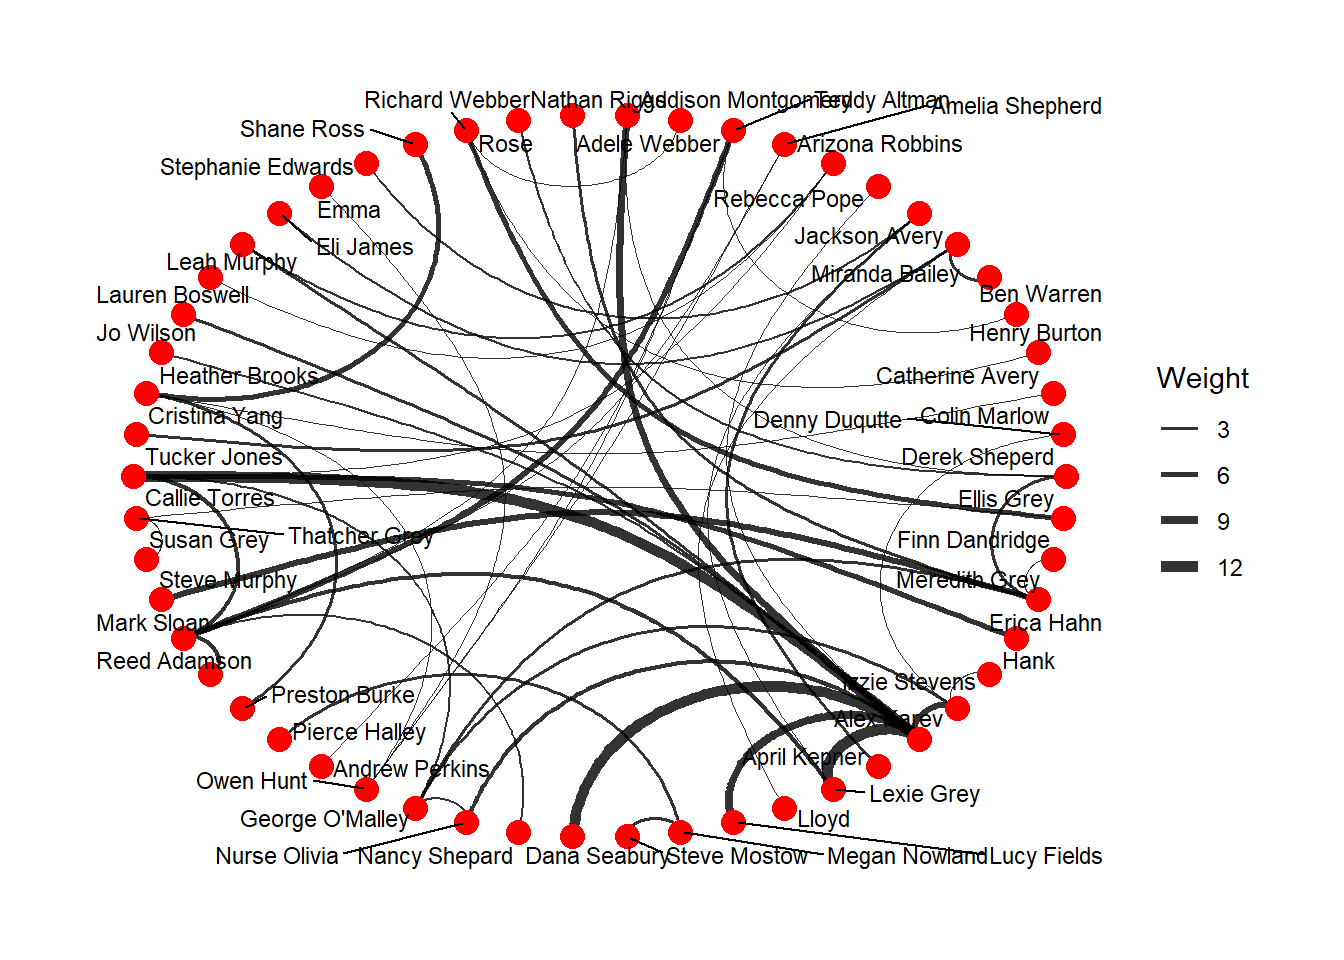 Richard Webber
Nathan Riggs
Addison Montgomery
Teddy Altman
Amelia Shepherd
Shane Ross
Rose
Adele Webber
Arizona Robbins
Stephanie Edwards
Rebecca Pope
Emma
Jackson Avery
Eli James
Leah Murphy
Miranda Bailey
Lauren Boswell
Ben Warren
Jo Wilson
Henry Burton
Heather Brooks
Catherine Avery
Weight
Cristina Yang
Denny Duqutte
Colin Marlow
3
Tucker Jones
Derek Sheperd
6
Callie Torres
Ellis Grey
9
Susan Grey
Thatcher Grey
Finn Dandridge
12
Steve Murphy
Meredith Grey
Mark Sloan
Erica Hahn
Reed Adamson
Hank
Preston Burke
Izzie Stevens
Pierce Halley
Alex Karev
Owen Hunt
Andrew Perkins
April Kepner
George O'Malley
Lexie Grey
Lloyd
Nurse Olivia
Nancy Shepard
Dana Seabury
Steve Mostow
Megan Nowland
Lucy Fields